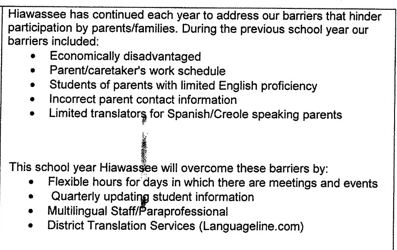 Hiawassee has continued each year to address our barriers that hinder
participation by parents/families. During the previous school year our
barriers included:
• Economically disadvantaged
• Parent/caretaker's work schedule
• Students of parents with limited English proficiency
• Incorrect parent contact information
• Limited translators for Spanish/Creole speaking parents
This school year Hiawassee will overcome these barriers by:
• Flexible hours for days in which there are meetings and events
• Quarterly updating student information
• Multilingual Staff/Paraprofessional
• District Translation Services (Languageline.com)